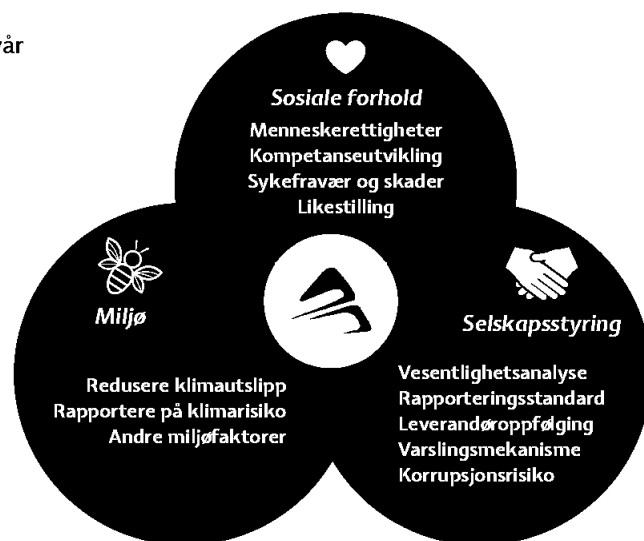 vår
Sosiale forhold
Menneskerettigheter
Kompetanseutvikling
Sykefravær og skader
Likestilling
Miljø
Redusere klimautslipp
Rapportere på klimarisiko
Andre miljøfaktorer
Selskapsstyring
Vesentlighetsanalyse
Rapporteringsstandard
Leverandøroppfølging
Varslingsmekanisme
Korrupsjonsrisiko